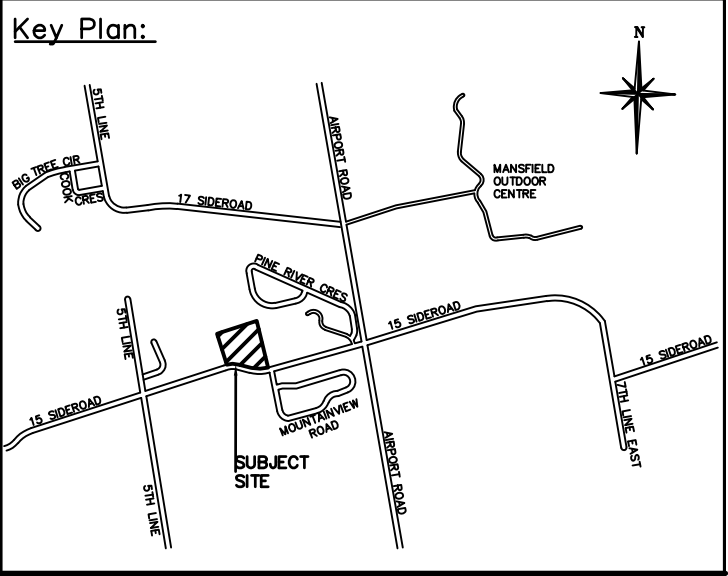 Key Plan:
N
5TH LINE
AIRPORT ROAD
BIG TREE CIR
COOK
CRES
17 SIDEROAD
MANSFIELD
OUTDOOR
CENTRE
PINE RIVER CRES
15 SIDEROAD
5TH LINE
15 SIDEROAD
7TH LINE EAST
15 SIDEROAD
MOUNTAINVIEW
ROAD
AIRPORT ROAD
SUBJECT
SITE
5TH LINE